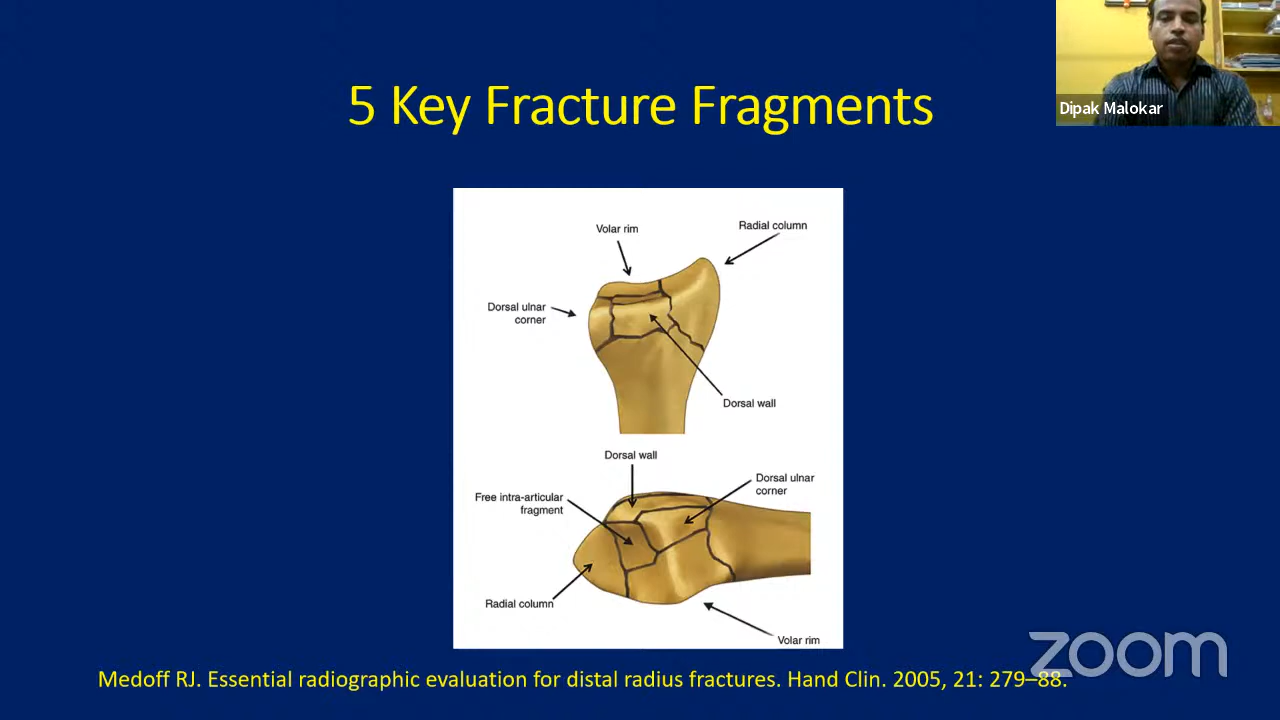 5 Key Fracture Fragments
Dipak Malokar
Volar rim
Radial column
Dorsal ulnar
corner
Dorsal wall
Dorsal wall
Dorsal ulnar
corner
Free intra-articular
fragment
Radial column
Volar rim
zoom
Medoff RJ. Essential radiographic evaluation for distal radius fractures. Hand Clin. 2005, 21: 279–88.